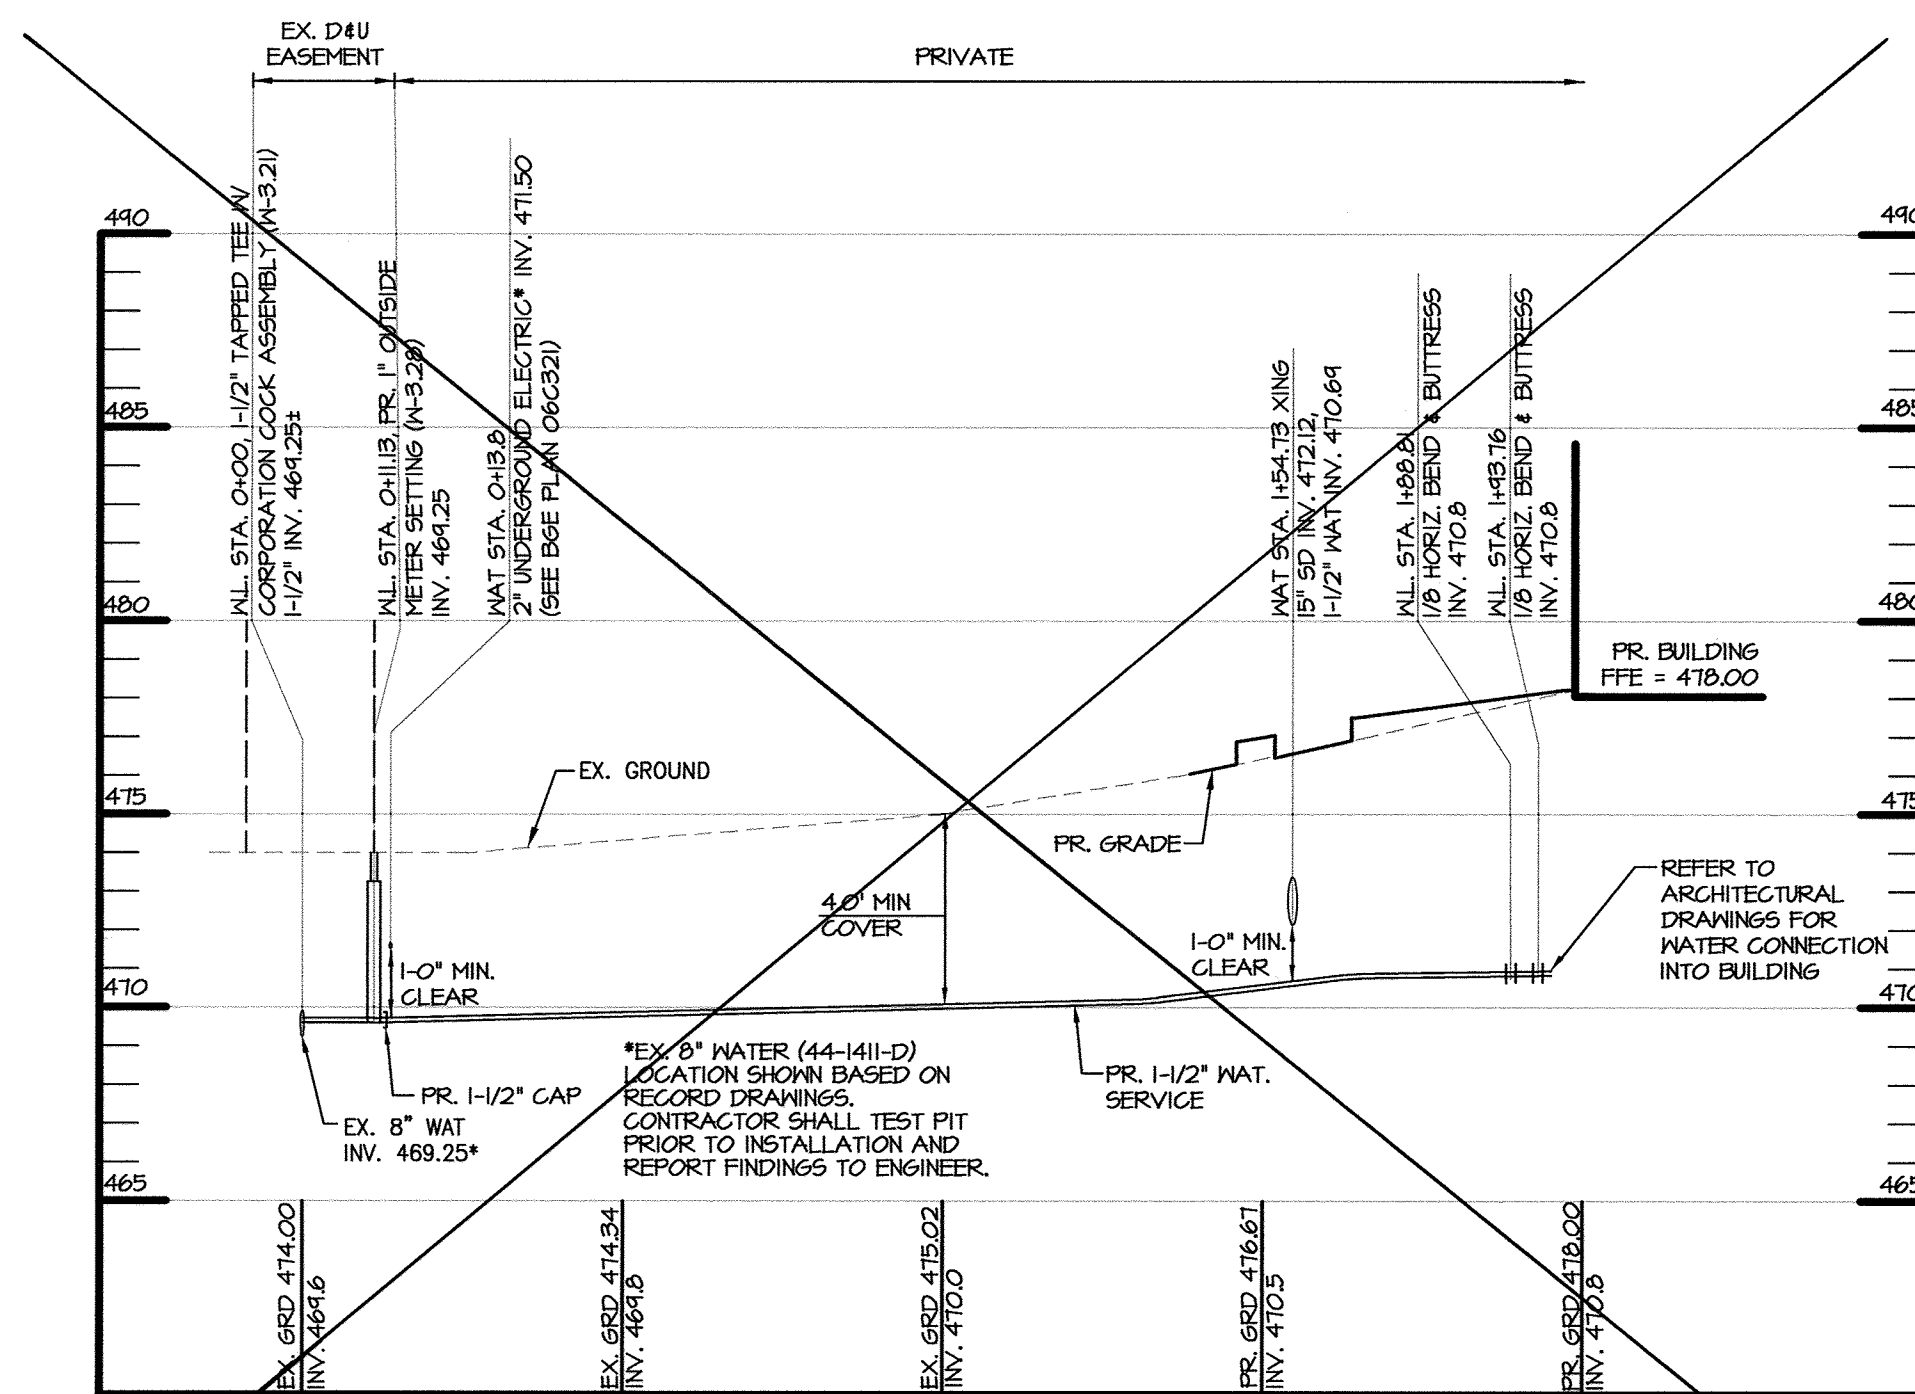 EX. D&U
EASEMENT
PRIVATE
WL. STA. 0+00, 1-1/2" TAPPED TEE W/
CORPORATION COCK ASSEMBLY (W-3.21)
1-1/2" INV. 469.25±
WL. STA. 0+11.13, PR. 1" OUTSIDE
METER SETTING (W-3.28)
INV. 469.25
WAT STA. 0+13.8
2" UNDERGROUND ELECTRIC* INV. 471.50
(SEE BGE PLAN 06C321)
WAT STA. 1+54.73 XING
15" SD INV. 472.12,
1-1/2" WAT INV. 470.69
WL. STA. 1+88.81
1/8 HORIZ. BEND & BUTTRESS
INV. 470.8
WL. STA. 1+93.76
1/8 HORIZ. BEND & BUTTRESS
INV. 470.8
490
485
480
475
470
465
490
485
480
475
470
465
PR. BUILDING
FFE = 478.00
EX. GROUND
PR. GRADE
4.0' MIN
COVER
1-0" MIN.
CLEAR
1-0" MIN.
CLEAR
REFER TO
ARCHITECTURAL
DRAWINGS FOR
WATER CONNECTION
INTO BUILDING
PR. 1-1/2" CAP
EX. 8" WAT
INV. 469.25*
*EX. 8" WATER (44-1411-D)
LOCATION SHOWN BASED ON
RECORD DRAWINGS.
CONTRACTOR SHALL TEST PIT
PRIOR TO INSTALLATION AND
REPORT FINDINGS TO ENGINEER.
PR. 1-1/2" WAT.
SERVICE
EX. GRD 474.00
INV. 469.6
EX. GRD 474.34
INV. 469.8
EX. GRD 475.02
INV. 470.0
PR. GRD 476.67
INV. 470.5
PR. GRD 478.00
INV. 470.8